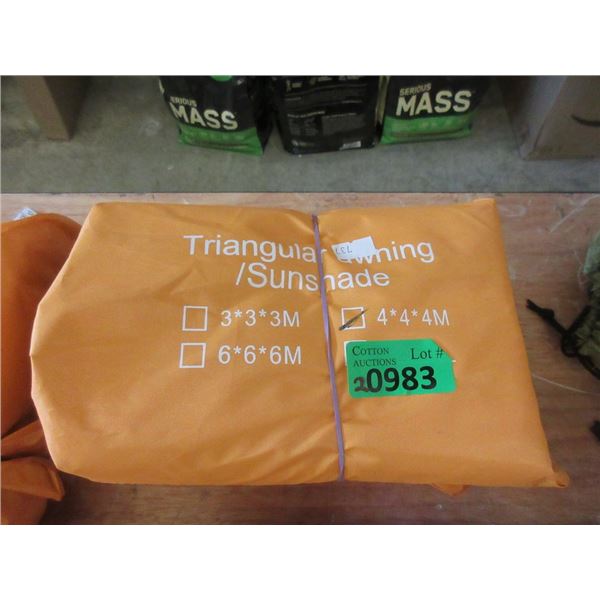 SERIOUS
MASS
SERIOUS
MASS
Triangular Awning
/Sunshade
3*3*3M
4*4*4M
6*6*6M
COTTON
AUCTIONS
Lot #
20983